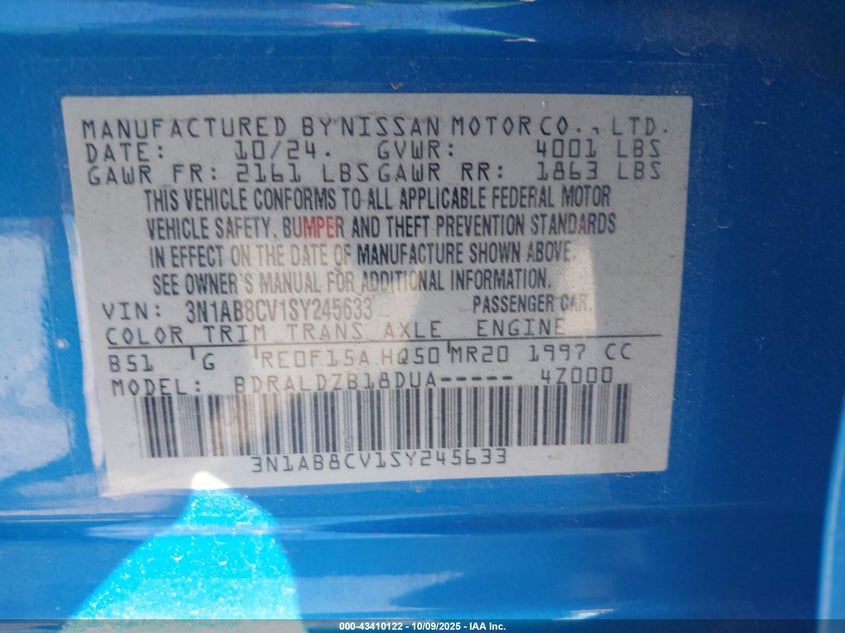 MANUFACTURED BY NISSAN MOTOR CO., LTD.
DATE: 10/24. GVWR: 4001 LBS
GAWR FR: 2161 LBS GAWR RR: 1863 LBS
THIS VEHICLE CONFORMS TO ALL APPLICABLE FEDERAL MOTOR
VEHICLE SAFETY, BUMPER AND THEFT PREVENTION STANDARDS
IN EFFECT ON THE DATE OF MANUFACTURE SHOWN ABOVE.
SEE OWNER'S MANUAL FOR ADDITIONAL INFORMATION.
VIN: 3N1AB8CV1SY245633 PASSENGER CAR.
COLOR TRIM TRANS AXLE ENGINE
B51 G RE0F15A HQ50 MR20 1997 CC
MODEL: BDRALDZB18DUA----- 4Z000
3N1AB8CV1SY245633
000-43410122 - 10/09/2025 - IAA Inc.